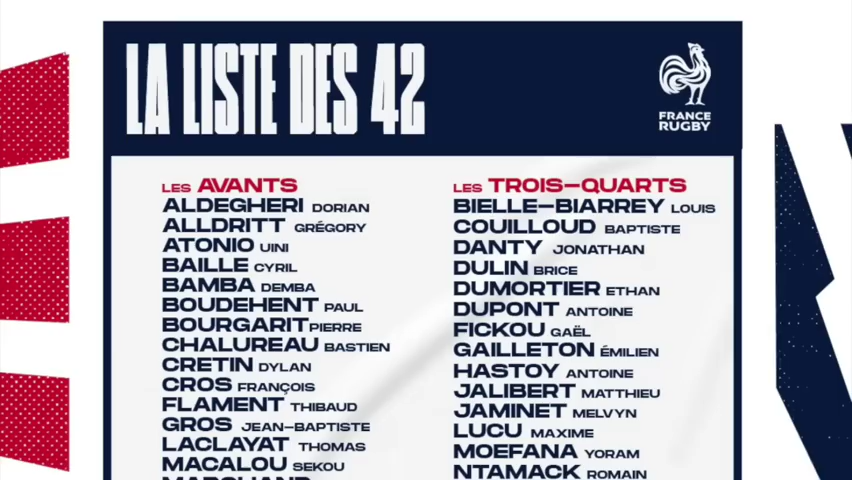 LA LISTE DES 42
FRANCE
RUGBY
LES AVANTS
ALDEGHERI DORIAN
ALLDRITT GRÉGORY
ATONIO UINI
BAILLE CYRIL
BAMBA DEMBA
BOUDEHENT PAUL
BOURGARIT PIERRE
CHALUREAU BASTIEN
CRETIN DYLAN
CROS FRANÇOIS
FLAMENT THIBAUD
GROS JEAN-BAPTISTE
LACLAYAT THOMAS
MACALOU SEKOU
LES TROIS-QUARTS
BIELLE-BIARREY LOUIS
COUILLOUD BAPTISTE
DANTY JONATHAN
DULIN BRICE
DUMORTIER ETHAN
DUPONT ANTOINE
FICKOU GAËL
GAILLETON ÉMILIEN
HASTOY ANTOINE
JALIBERT MATTHIEU
JAMINET MELVYN
LUCU MAXIME
MOEFANA YORAM
NTAMACK ROMAIN